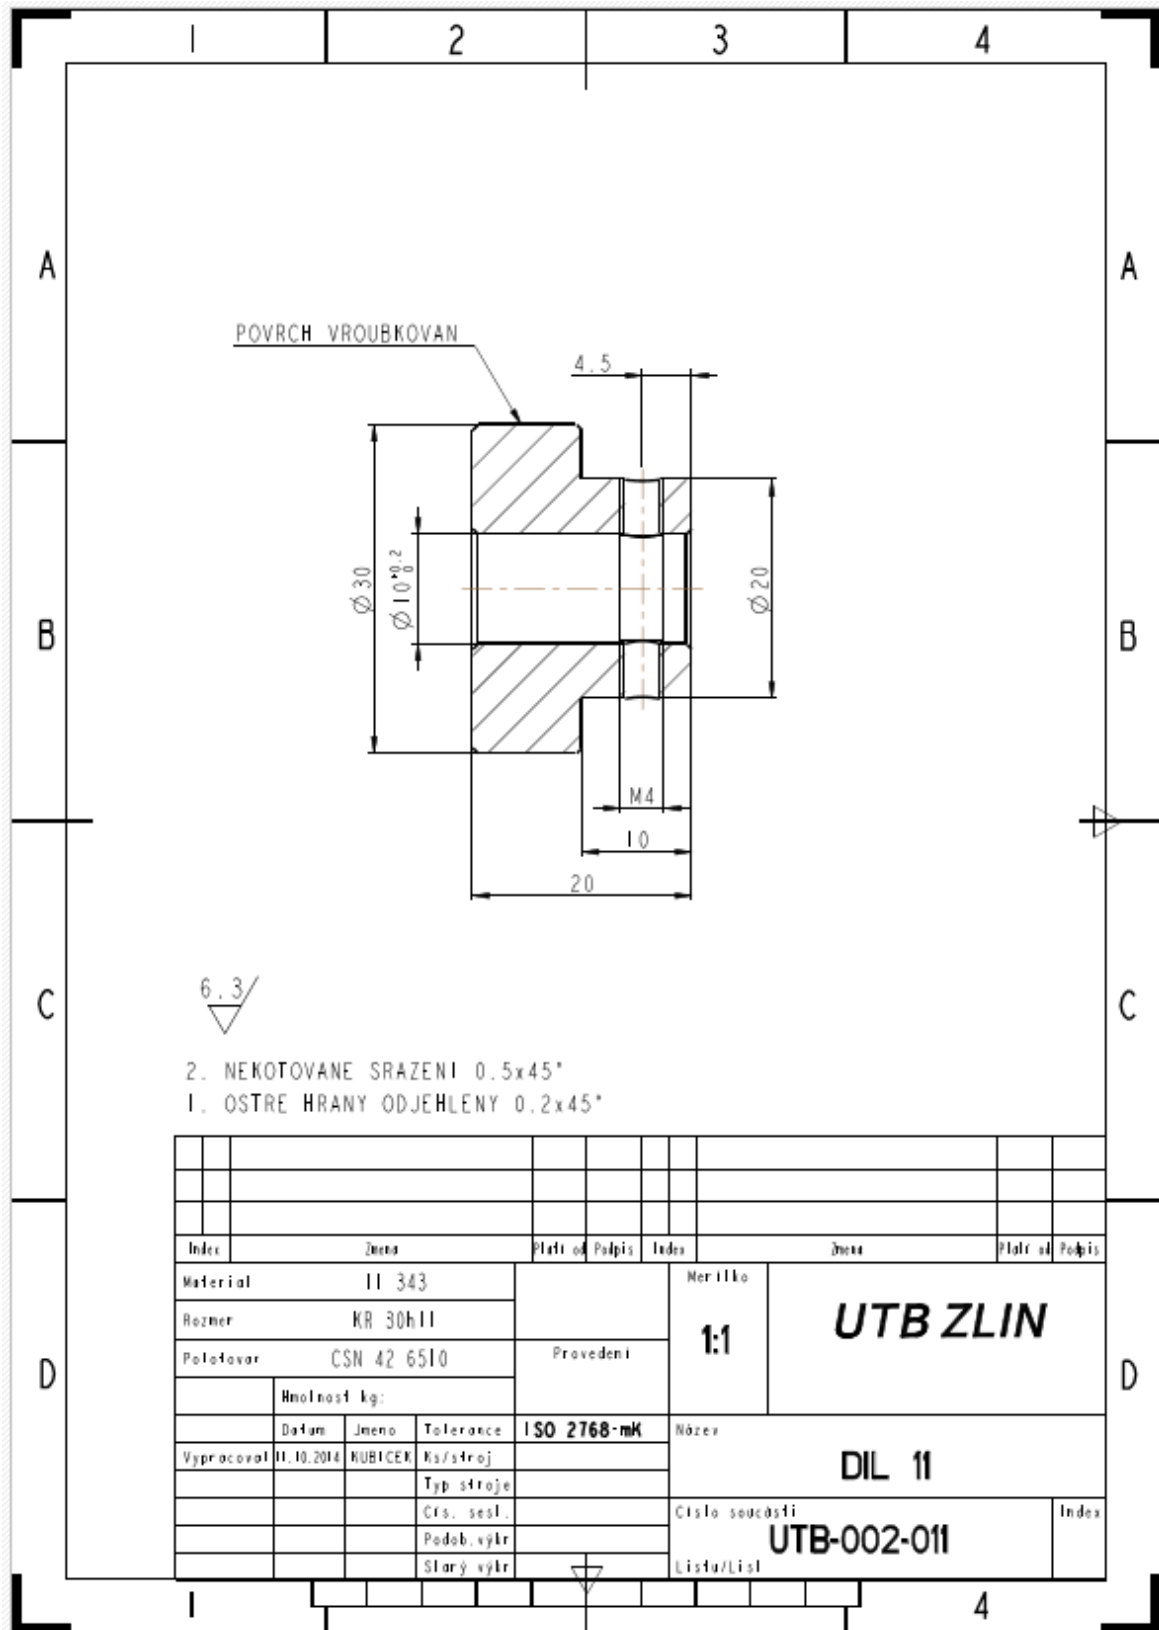 1 2 3 4
A A
POVRCH VROUBKOVAN
4.5
Ø30
Ø10 +0.2 0
Ø20
B B
M4
10
20
C C
6.3
2. NEKOTOVANE SRAZENI 0.5x45°
1. OSTRE HRANY ODJEHLENY 0.2x45°
Index Zmena Platí od Podpis Index Zmena Platí od Podpis
Material 11 343
Merítko
Rozmer KR 30h11
1:1
UTB ZLIN
Polotovar CSN 42 6510
Provedeni
D D
Hmotnost kg:
Datum Jmeno Tolerance ISO 2768-mK
Název
Vypracoval 11.10.2014 KUBICEK Ks/stroj
DIL 11
Typ stroje
Cís. sesl.
Císlo soucásti
Index
Podob.výkr
UTB-002-011
Starý výkr
Listu/List
1 4